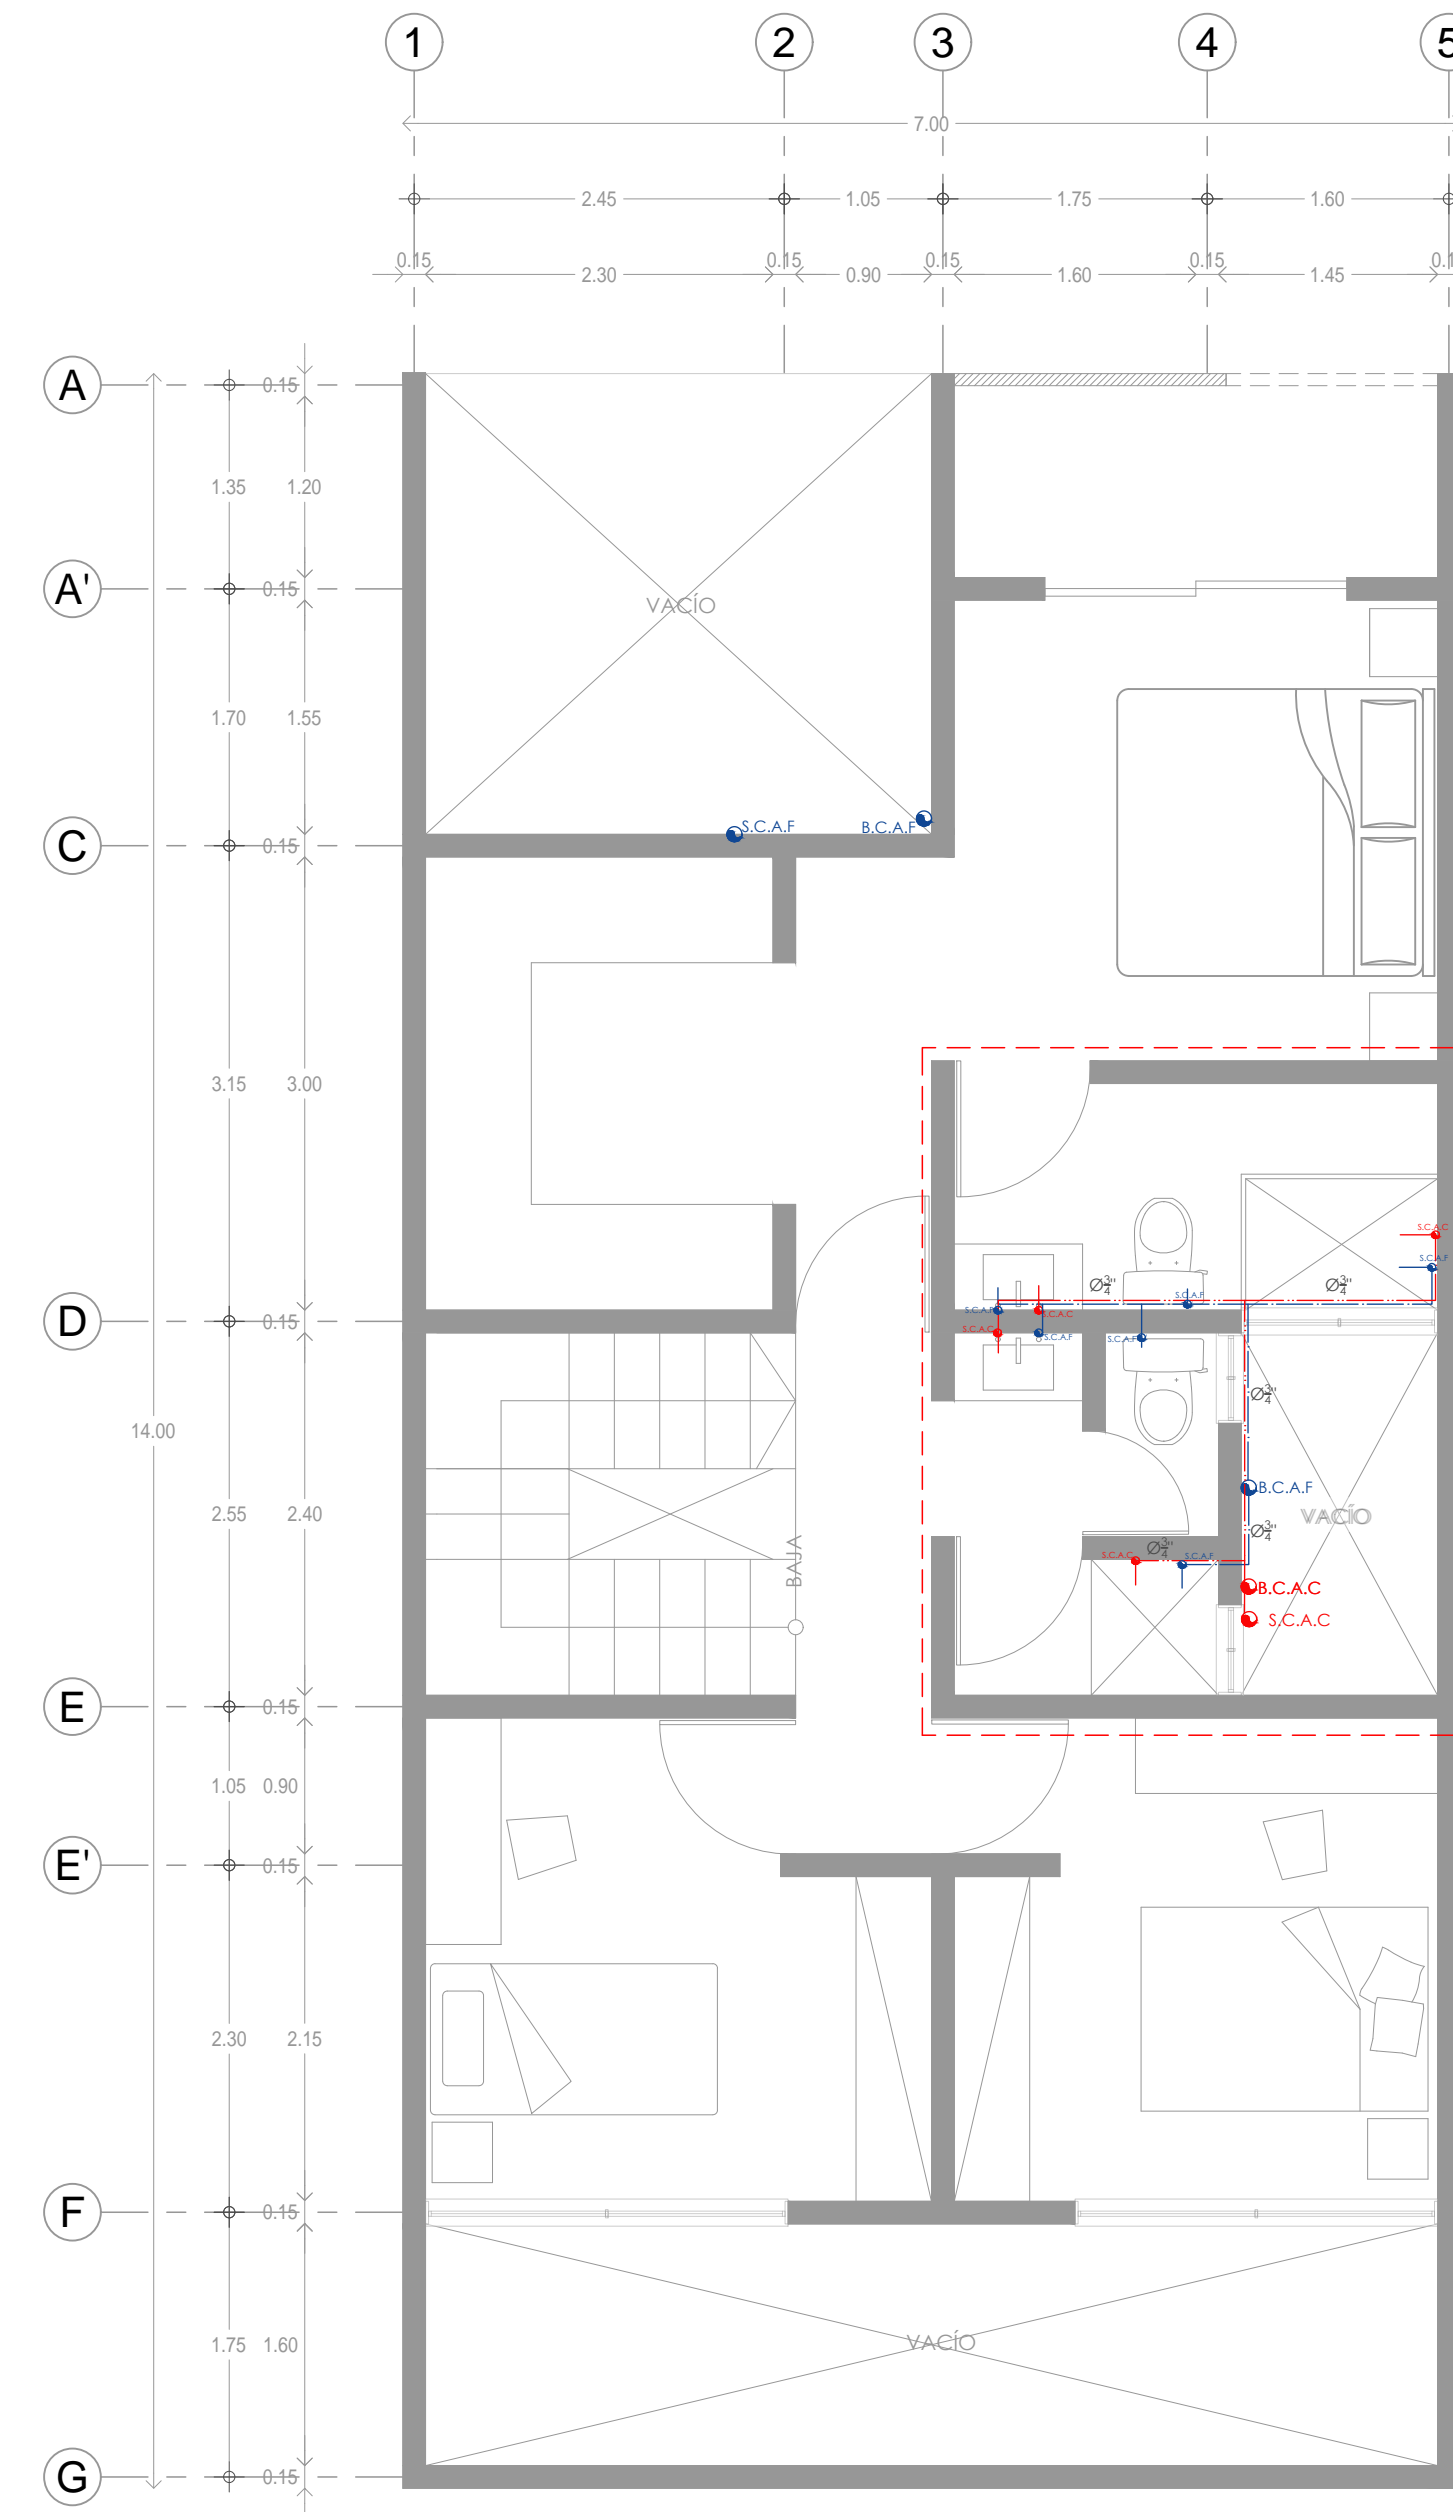 1 2 3 4 5
7.00
2.45 1.05 1.75 1.60
0.15 0.15 0.15 0.15 0.1
2.30 0.90 1.60 1.45
A 0.15
1.35 1.20
A' 0.15
VACÍO
1.70 1.55
S.C.A.F B.C.A.F
C 0.15
3.15 3.00
S.C.A.C
S.C.A.F
Ø3/4" Ø3/4"
S.C.A.F
S.C.A.F S.C.A.C
D 0.15
S.C.A.C S.C.A.F S.C.A.F
Ø3/4"
14.00
B.C.A.F
2.55 2.40
VACÍO
Ø3/4"
Ø3/4"
BAJA
S.C.A.C S.C.A.F
B.C.A.C
S.C.A.C
E 0.15
1.05 0.90
E' 0.15
2.30 2.15
F 0.15
1.75 1.60
VACÍO
G 0.15